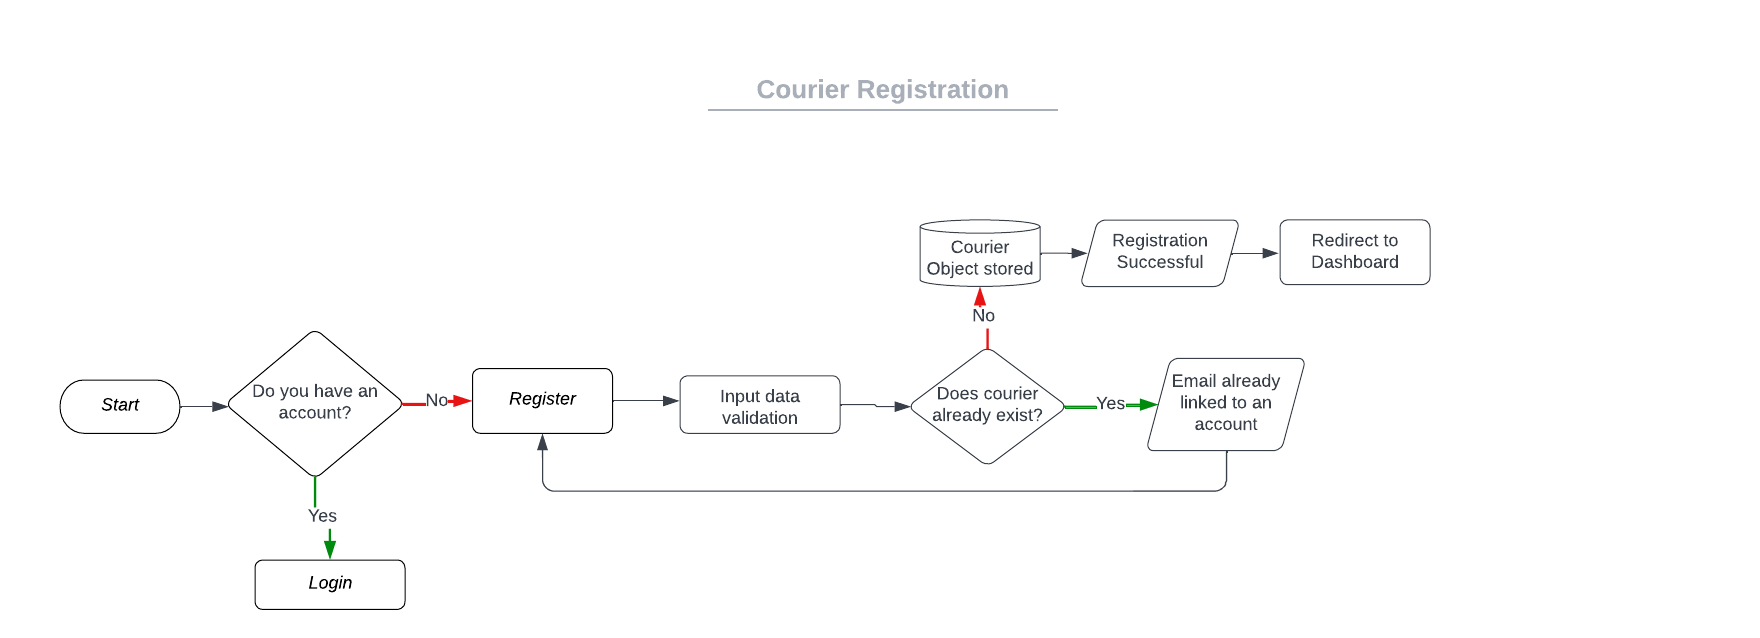 Courier Registration
Start
Do you have an
account?
No
Yes
Login
Register
Input data
validation
Does courier
already exist?
No
Courier
Object stored
Registration
Successful
Redirect to
Dashboard
Yes
Email already
linked to an
account